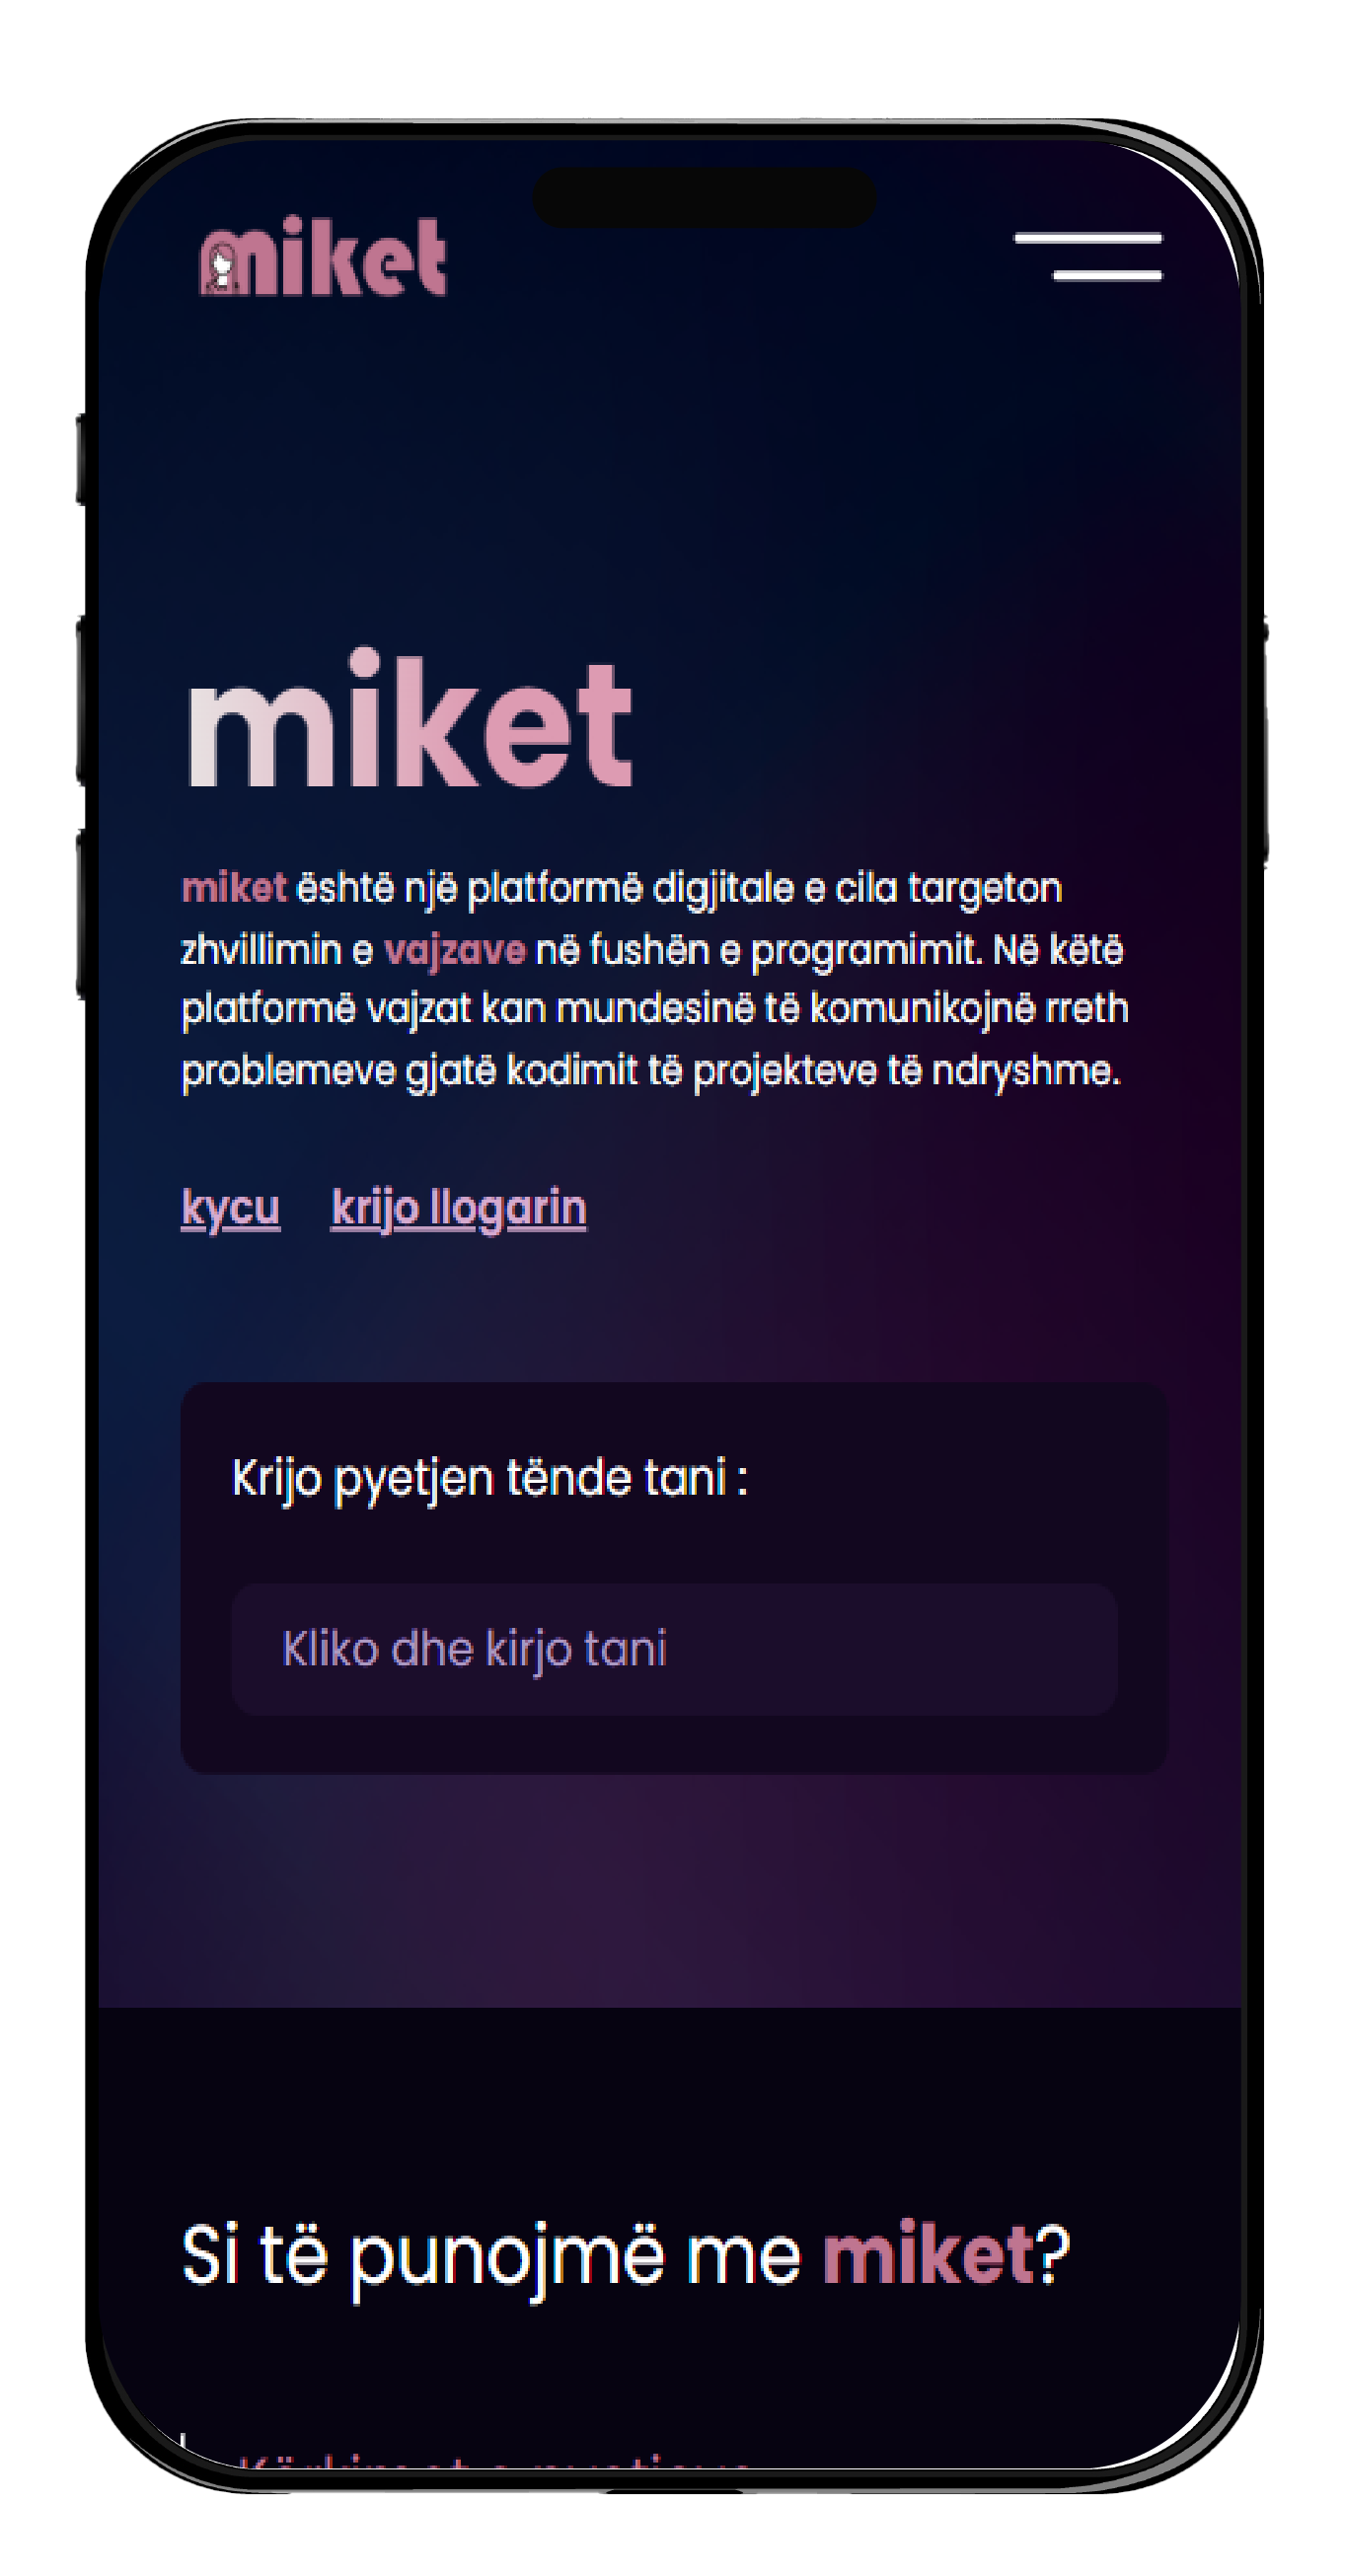 miket
miket
miket është një platformë digjitale e cila targeton
zhvillimin e vajzave në fushën e programimit. Në këtë
platformë vajzat kan mundesinë të komunikojnë rreth
problemeve gjatë kodimit të projekteve të ndryshme.
kycu krijo llogarin
Krijo pyetjen tënde tani :
Kliko dhe kirjo tani
Si të punojmë me miket?